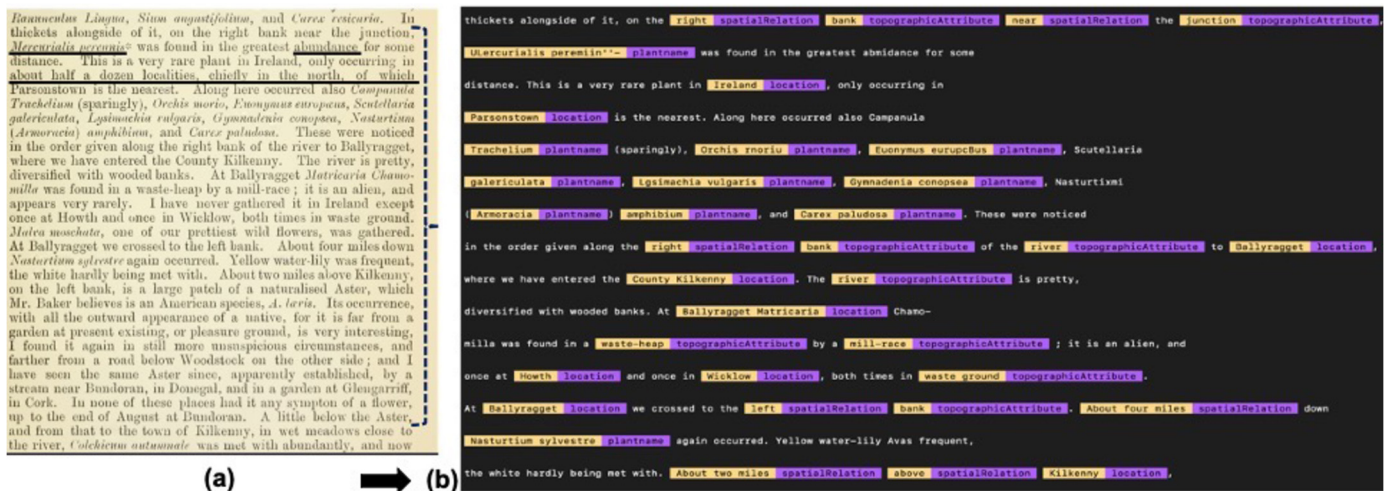 Ranunculus Lingua, Sium angustifolium, and Carex vesicaria. In
thickets alongside of it, on the right bank near the junction,
Mercurialis perennis* was found in the greatest abundance for some
distance. This is a very rare plant in Ireland, only occurring in
about half a dozen localities, chiefly in the north, of which
Parsonstown is the nearest. Along here occurred also Campanula
Trachelium (sparingly), Orchis morio, Euonymus europæus, Scutellaria
galericulata, Lysimachia vulgaris, Gymnadenia conopsea, Nasturtium
(Armoracia) amphibium, and Carex paludosa. These were noticed
in the order given along the right bank of the river to Ballyragget,
where we have entered the County Kilkenny. The river is pretty,
diversified with wooded banks. At Ballyragget Matricaria Chamo-
milla was found in a waste-heap by a mill-race; it is an alien, and
appears very rarely. I have never gathered it in Ireland except
once at Howth and once in Wicklow, both times in waste ground.
Malva moschata, one of our prettiest wild flowers, was gathered.
At Ballyragget we crossed to the left bank. About four miles down
Nasturtium sylvestre again occurred. Yellow water-lily was frequent,
the white hardly being met with. About two miles above Kilkenny,
on the left bank, is a large patch of a naturalised Aster, which
Mr. Baker believes is an American species, A. lævis. Its occurrence,
with all the outward appearance of a native, for it is far from a
garden at present existing, or pleasure ground, is very interesting,
I found it again in still more unsuspicious circumstances, and
farther from a road below Woodstock on the other side; and I
have seen the same Aster since, apparently established, by a
stream near Bundoran, in Donegal, and in a garden at Glengarriff,
in Cork. In none of these places had it any sympton of a flower,
up to the end of August at Bundoran. A little below the Aster,
and from that to the town of Kilkenny, in wet meadows close to
the river, Colchicum autumnale was met with abundantly, and now
(a)
(b)
thickets alongside of it, on the right spatialRelation bank topographicAttribute near spatialRelation the junction topographicAttribute,
ULercurialis peremiin''- plantname was found in the greatest abmidance for some
distance. This is a very rare plant in Ireland location , only occurring in
Parsonstown location is the nearest. Along here occurred also Campanula
Trachelium plantname (sparingly), Orchis rnoriu plantname , Euonymus eurupcBus plantname , Scutellaria
galericulata plantname , Lgsimachia vulgaris plantname , Gymnadenia conopsea plantname , Nasturtixmi
( Armoracia plantname ) amphibium plantname , and Carex paludosa plantname . These were noticed
in the order given along the right spatialRelation bank topographicAttribute of the river topographicAttribute to Ballyragget location ,
where we have entered the County Kilkenny location . The river topographicAttribute is pretty,
diversified with wooded banks. At Ballyragget Matricaria location Chamo-
milla was found in a waste-heap topographicAttribute by a mill-race topographicAttribute ; it is an alien, and
once at Howth location and once in Wicklow location , both times in waste ground topographicAttribute .
At Ballyragget location we crossed to the left spatialRelation bank topographicAttribute . About four miles spatialRelation down
Nasturtium sylvestre plantname again occurred. Yellow water-lily Avas frequent,
the white hardly being met with. About two miles spatialRelation above spatialRelation Kilkenny location ,